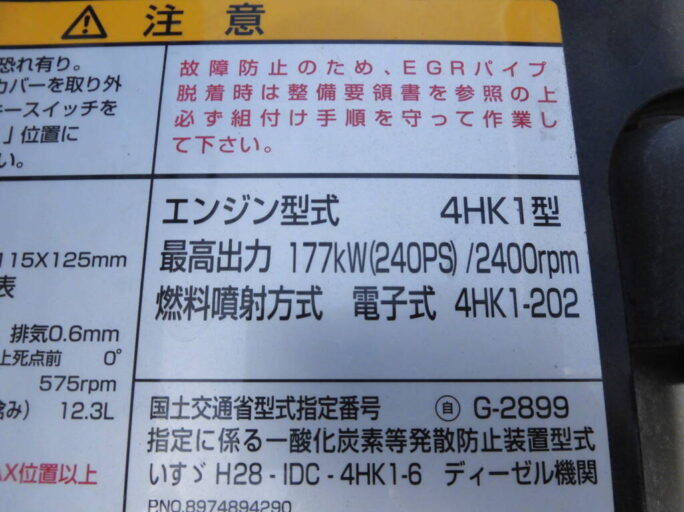 注意
恐れ有り。
カバーを取り外
キースイッチを
」位置に
い。
故障防止のため、EGRパイプ
脱着時は整備要領書を参照の上
必ず組付け手順を守って作業し
て下さい。
115X125mm
表
排気0.6mm
上死点前 0°
575rpm
含み) 12.3L
AX位置以上
エンジン型式 4HK1型
最高出力 177kW(240PS)/2400rpm
燃料噴射方式 電子式 4HK1-202
国土交通省型式指定番号 自 G-2899
指定に係る一酸化炭素等発散防止装置型式
いすゞ H28-IDC-4HK1-6 ディーゼル機関
PNO.8974894290